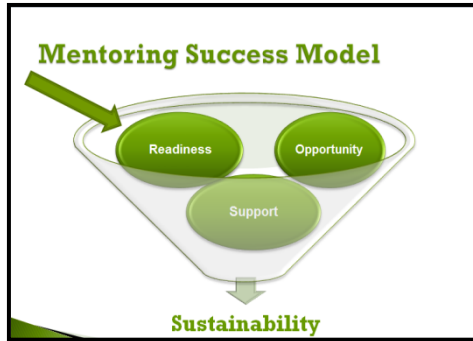 Mentoring Success Model
Readiness
Opportunity
Support
Sustainability